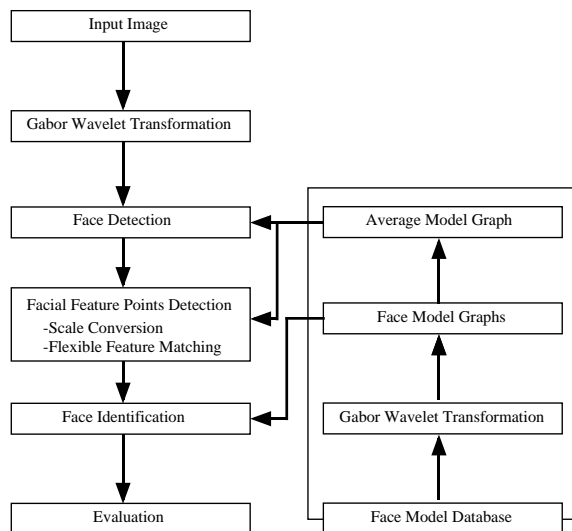 Input Image
Gabor Wavelet Transformation
Face Detection
Facial Feature Points Detection
-Scale Conversion
-Flexible Feature Matching
Face Identification
Evaluation
Average Model Graph
Face Model Graphs
Gabor Wavelet Transformation
Face Model Database